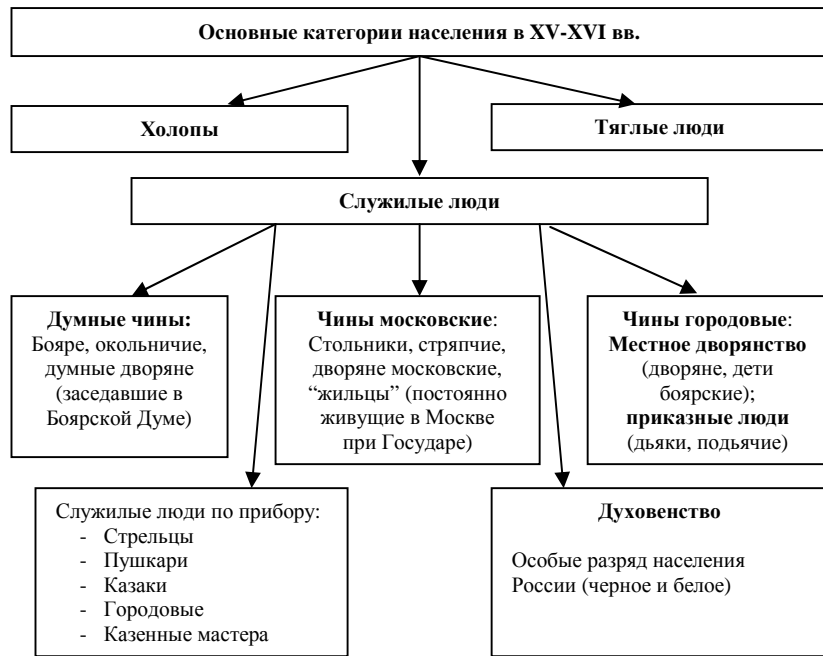 Основные категории населения в XV-XVI вв.
Холопы
Тяглые люди
Служилые люди
Думные чины:
Бояре, окольничие,
думные дворяне
(заседавшие в
Боярской Думе)
Чины московские:
Стольники, стряпчие,
дворяне московские,
“жильцы” (постоянно
живущие в Москве
при Государе)
Чины городовые:
Местное дворянство
(дворяне, дети
боярские);
приказные люди
(дьяки, подьячие)
Служилые люди по прибору:
- Стрельцы
- Пушкари
- Казаки
- Городовые
- Казенные мастера
Духовенство
Особые разряд населения
России (черное и белое)